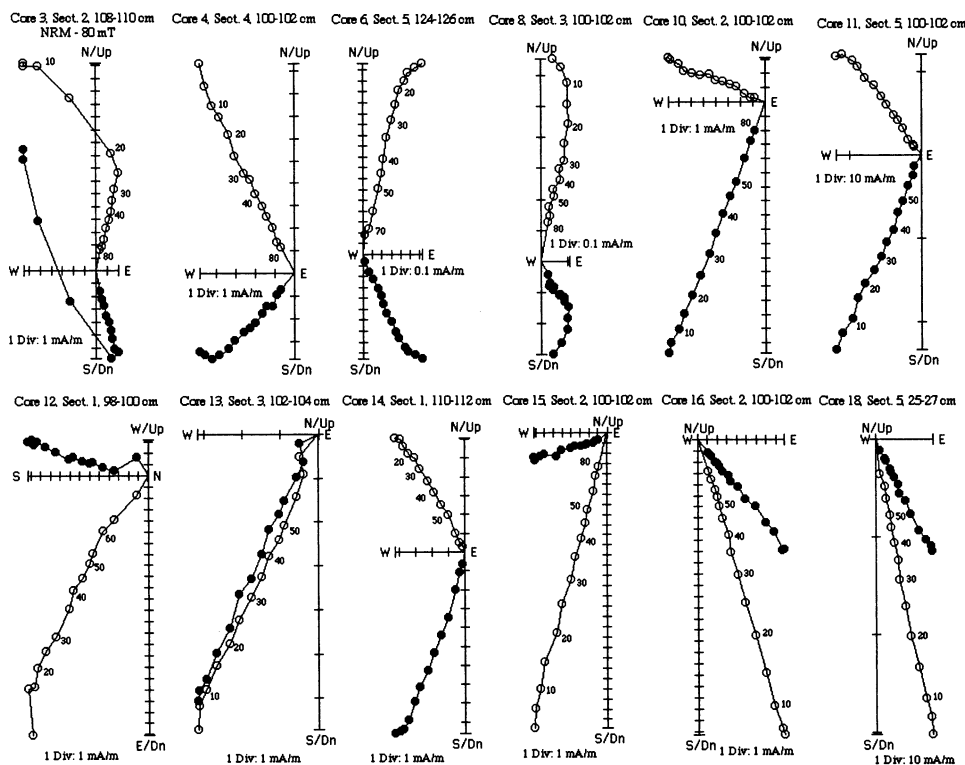 Core 3, Sect. 2, 108-110 cm
NRM - 80 mT
N/Up
10
20
30
40
80
W
E
1 Div: 1 mA/m
S/Dn
Core 4, Sect. 4, 100-102 cm
N/Up
10
20
30
40
80
W
E
1 Div: 1 mA/m
S/Dn
Core 6, Sect. 5, 124-126 cm
N/Up
20
30
50
70
W
E
1 Div: 0.1 mA/m
S/Dn
Core 8, Sect. 3, 100-102 cm
N/Up
10
20
30
40
50
80
1 Div: 0.1 mA/m
W
E
S/Dn
Core 10, Sect. 2, 100-102 cm
N/Up
W
E
1 Div: 1 mA/m
80
50
30
20
10
S/Dn
Core 11, Sect. 5, 100-102 cm
N/Up
W
E
1 Div: 10 mA/m
50
40
30
20
10
S/Dn
Core 12, Sect. 1, 98-100 cm
W/Up
S
N
60
50
40
30
20
E/Dn
1 Div: 1 mA/m
Core 13, Sect. 3, 102-104 cm
N/Up
W
E
50
40
30
20
10
S/Dn
1 Div: 1 mA/m
Core 14, Sect. 1, 110-112 cm
N/Up
20
30
40
50
W
E
S/Dn
1 Div: 1 mA/m
Core 15, Sect. 2, 100-102 cm
N/Up
W
E
80
50
40
30
20
10
S/Dn
1 Div: 1 mA/m
Core 16, Sect. 2, 100-102 cm
W
N/Up
E
50
40
30
20
10
S/Dn
1 Div: 1 mA/m
Core 18, Sect. 5, 25-27 cm
N/Up
W
E
50
40
30
20
10
S/Dn
1 Div: 10 mA/m